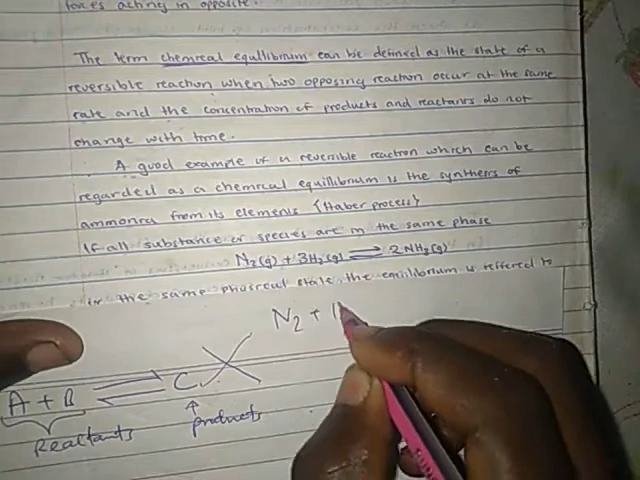 forces acting in opposite.
The term chemical equilibrium can be defined as the state of a
reversible reaction when two opposing reaction occur at the same
rate and the concentration of products and reactants do not
change with time.
A good example of a reversible reaction which can be
regarded as a chemical equilibrium is the synthesis of
ammonia from its elements (Haber process)
If all substance or species are in the same phase
N₂(g) + 3H₂(g) ⇌ 2NH₃(g)
in the same physical state, the equilibrium is reffered to
N₂ +
A + B ⇌ C
Reactants
products